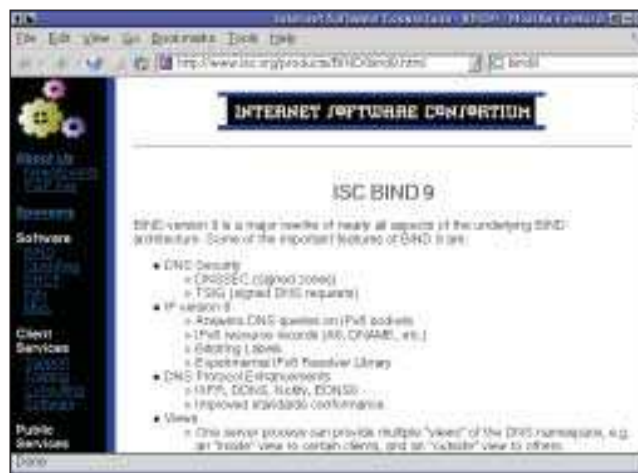 Internet Software Consortium - BIND - Mozilla Firebird
File Edit View Go Bookmarks Tools Help
http://www.isc.org/products/BIND/bind9.html
bind9
INTERNET SOFTWARE CONSORTIUM
About Us
Sponsors
Software
BIND
Client
Services
Public
Services
ISC BIND 9
BIND version 9 is a major rewrite of nearly all aspects of the underlying BIND
architecture. Some of the important features of BIND 9 are:
DNS Security
DNSSEC (signed zones)
TSIG (signed DNS requests)
IP version 6
Answers DNS queries on IPv6 sockets
IPv6 resource records (A6, DNAME, etc.)
Bitstring Labels
Experimental IPv6 Resolver Library
DNS Protocol Enhancements
IXFR, DDNS, Notify, EDNS0
Improved standards conformance
Views
One server process can provide multiple "views" of the DNS namespace, e.g.
an "inside" view to certain clients, and an "outside" view to others.
Done